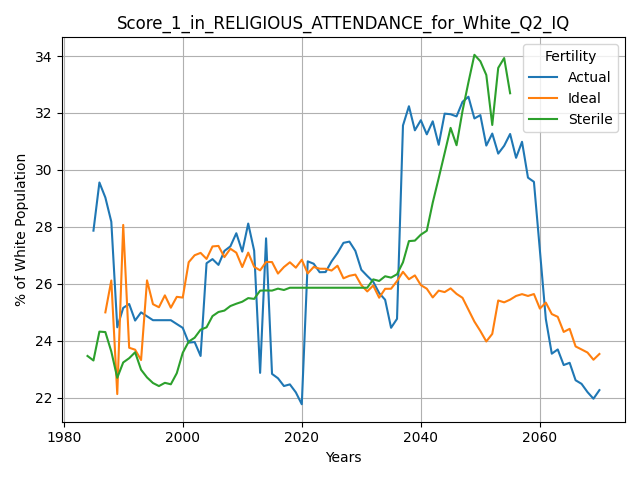 Score_1_in_RELIGIOUS_ATTENDANCE_for_White_Q2_IQ
% of White Population
34
32
30
28
26
24
22
Fertility
Actual
Ideal
Sterile
1980
2000
2020
2040
2060
Years